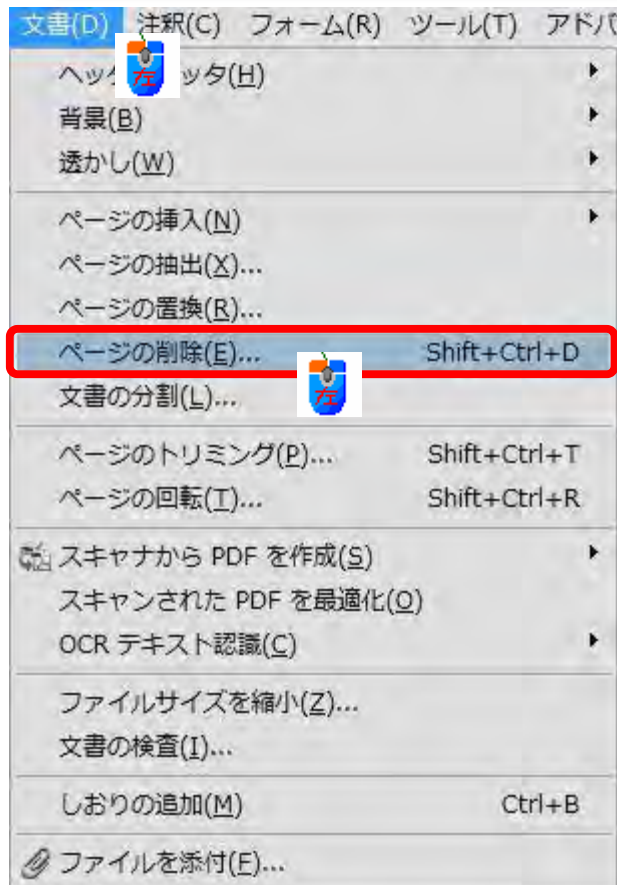 文書(D) 注釈(C) フォーム(R) ツール(T) アドバ
左
ヘッ ッタ(H)
背景(B)
透かし(W)
ページの挿入(N)
ページの抽出(X)...
ページの置換(R)...
ページの削除(E)... Shift+Ctrl+D
左
文書の分割(L)...
ページのトリミング(P)... Shift+Ctrl+T
ページの回転(T)... Shift+Ctrl+R
スキャナから PDF を作成(S)
スキャンされた PDF を最適化(O)
OCR テキスト認識(C)
ファイルサイズを縮小(Z)...
文書の検査(I)...
しおりの追加(M) Ctrl+B
ファイルを添付(F)...